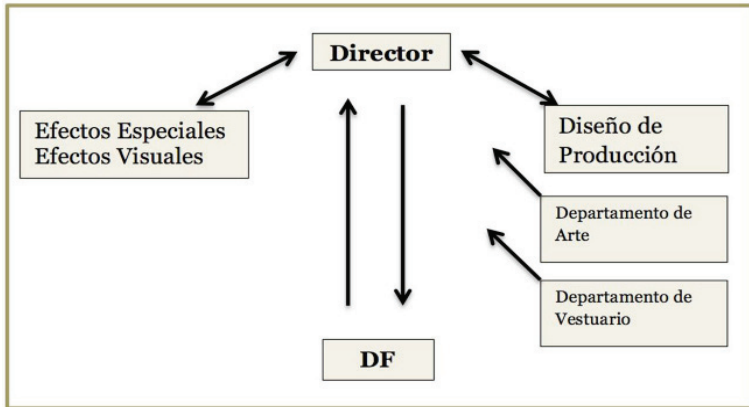 Director
Efectos Especiales
Efectos Visuales
Diseño de
Producción
Departamento de
Arte
Departamento de
Vestuario
DF